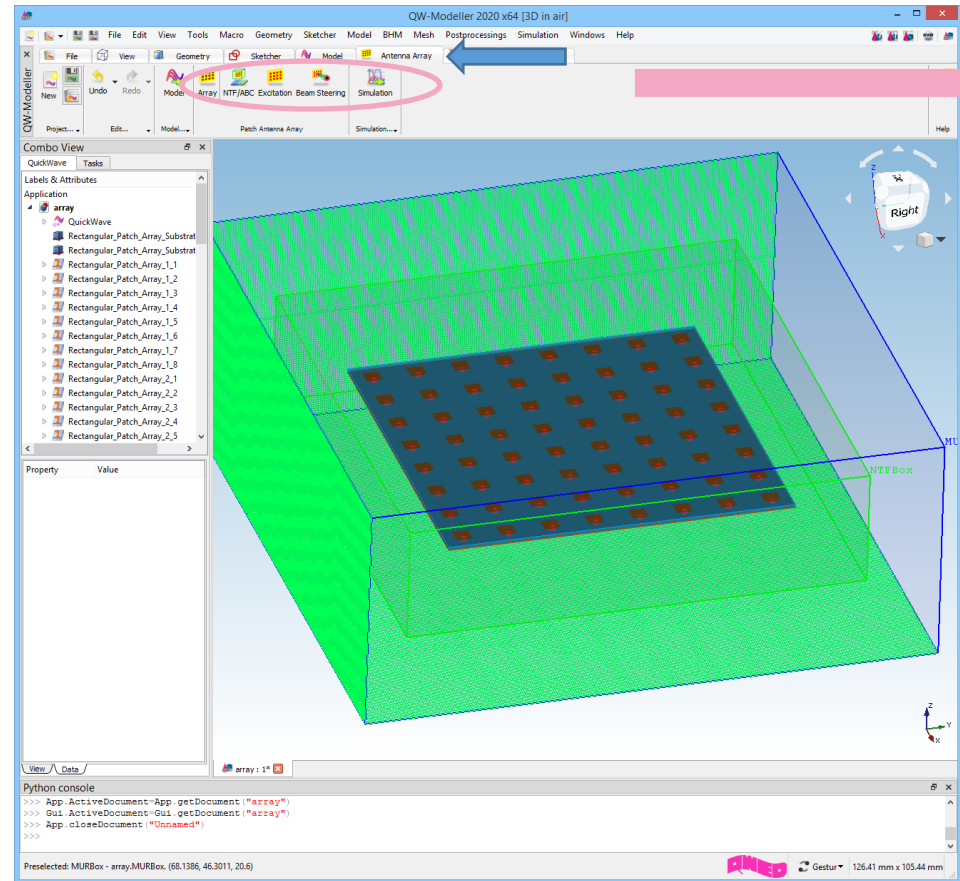 QW-Modeller 2020 x64 [3D in air]
File Edit View Tools Macro Geometry Sketcher Model BHM Mesh Postprocessings Simulation Windows Help
File View Geometry Sketcher Model Antenna Array
QW-Modeller
New Undo Redo Model Array NTF/ABC Excitation Beam Steering Simulation
Project... Edit... Model... Patch Antenna Array Simulation... Help
Combo View
QuickWave Tasks
Labels & Attributes
Application
array
QuickWave
Rectangular_Patch_Array_Substrat
Rectangular_Patch_Array_Substrat
Rectangular_Patch_Array_1_1
Rectangular_Patch_Array_1_2
Rectangular_Patch_Array_1_3
Rectangular_Patch_Array_1_4
Rectangular_Patch_Array_1_5
Rectangular_Patch_Array_1_6
Rectangular_Patch_Array_1_7
Rectangular_Patch_Array_1_8
Rectangular_Patch_Array_2_1
Rectangular_Patch_Array_2_2
Rectangular_Patch_Array_2_3
Rectangular_Patch_Array_2_4
Rectangular_Patch_Array_2_5
Property Value
View Data
z
Right
x
MU
NTFBox
z
Y
x
array : 1*
Python console
>>> App.ActiveDocument=App.getDocument("array")
>>> Gui.ActiveDocument=Gui.getDocument("array")
>>> App.closeDocument("Unnamed")
>>>
Preselected: MURBox - array.MURBox. (68.1386, 46.3011, 20.6)
QWED
Gestur
126.41 mm x 105.44 mm